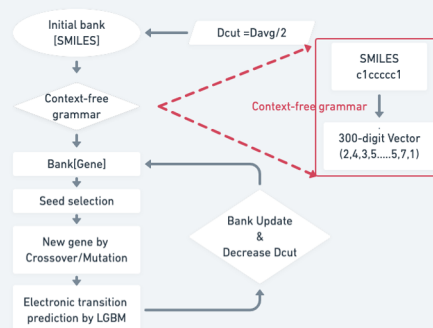 Initial bank
[SMILES]
Dcut =Davg/2
SMILES
c1ccccc1
Context-free
grammar
Context-free grammar
300-digit Vector
(2,4,3,5.....5,7,1)
Bank[Gene]
Seed selection
New gene by
Crossover/Mutation
Bank Update
&
Decrease Dcut
Electronic transition
prediction by LGBM